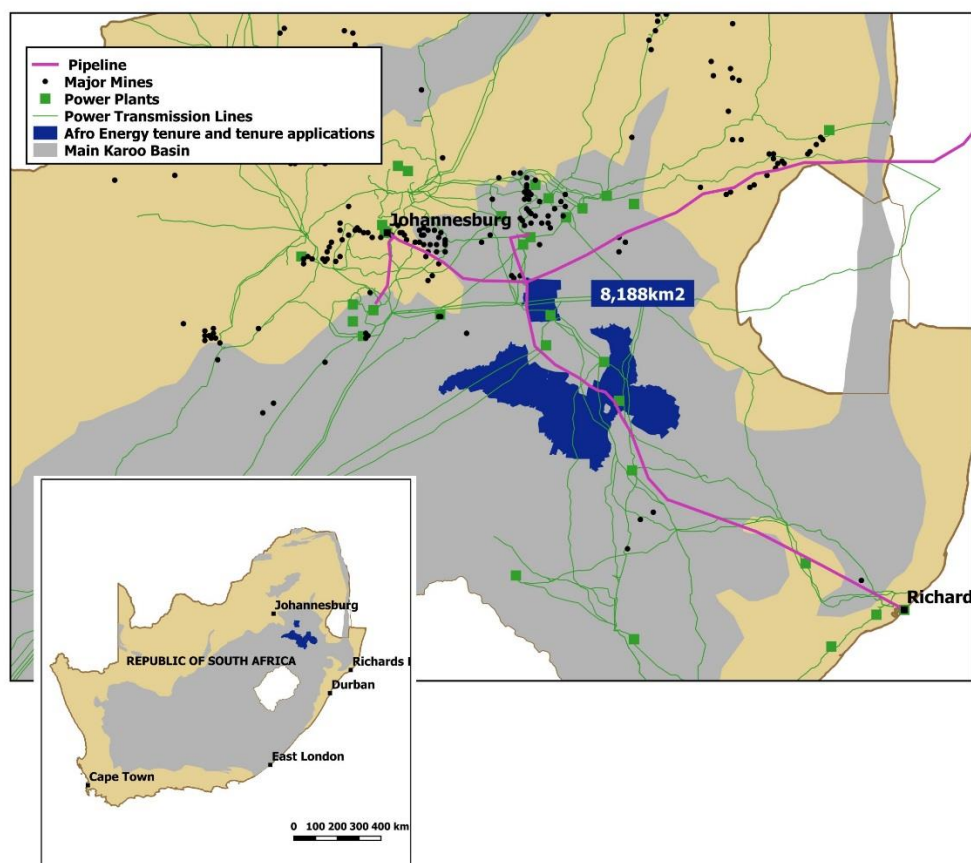 Pipeline
Major Mines
Power Plants
Power Transmission Lines
Afro Energy tenure and tenure applications
Main Karoo Basin
Johannesburg
8,188km2
Richard
Johannesburg
REPUBLIC OF SOUTH AFRICA
Richards
Durban
East London
Cape Town
0 100 200 300 400 km